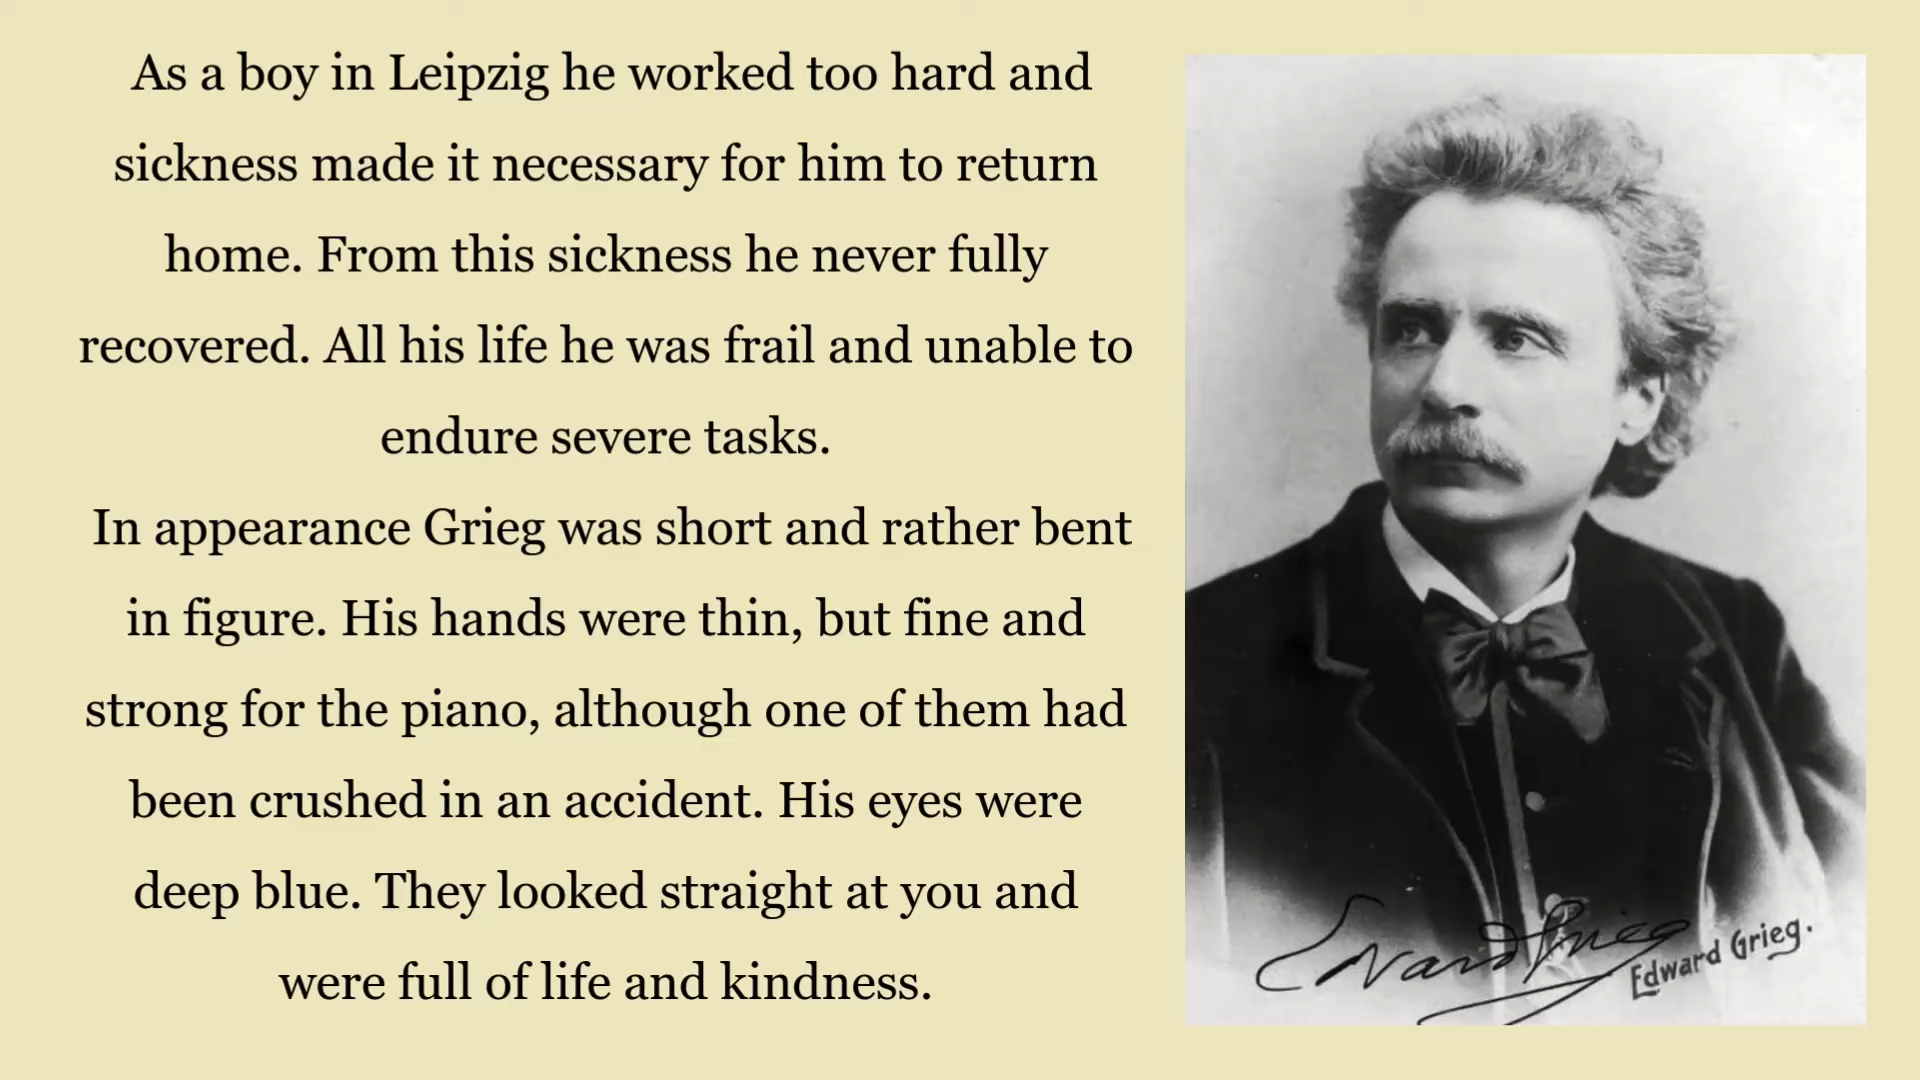 As a boy in Leipzig he worked too hard and
sickness made it necessary for him to return
home. From this sickness he never fully
recovered. All his life he was frail and unable to
endure severe tasks.
In appearance Grieg was short and rather bent
in figure. His hands were thin, but fine and
strong for the piano, although one of them had
been crushed in an accident. His eyes were
deep blue. They looked straight at you and
were full of life and kindness.
Edvard Grieg
Edward Grieg.